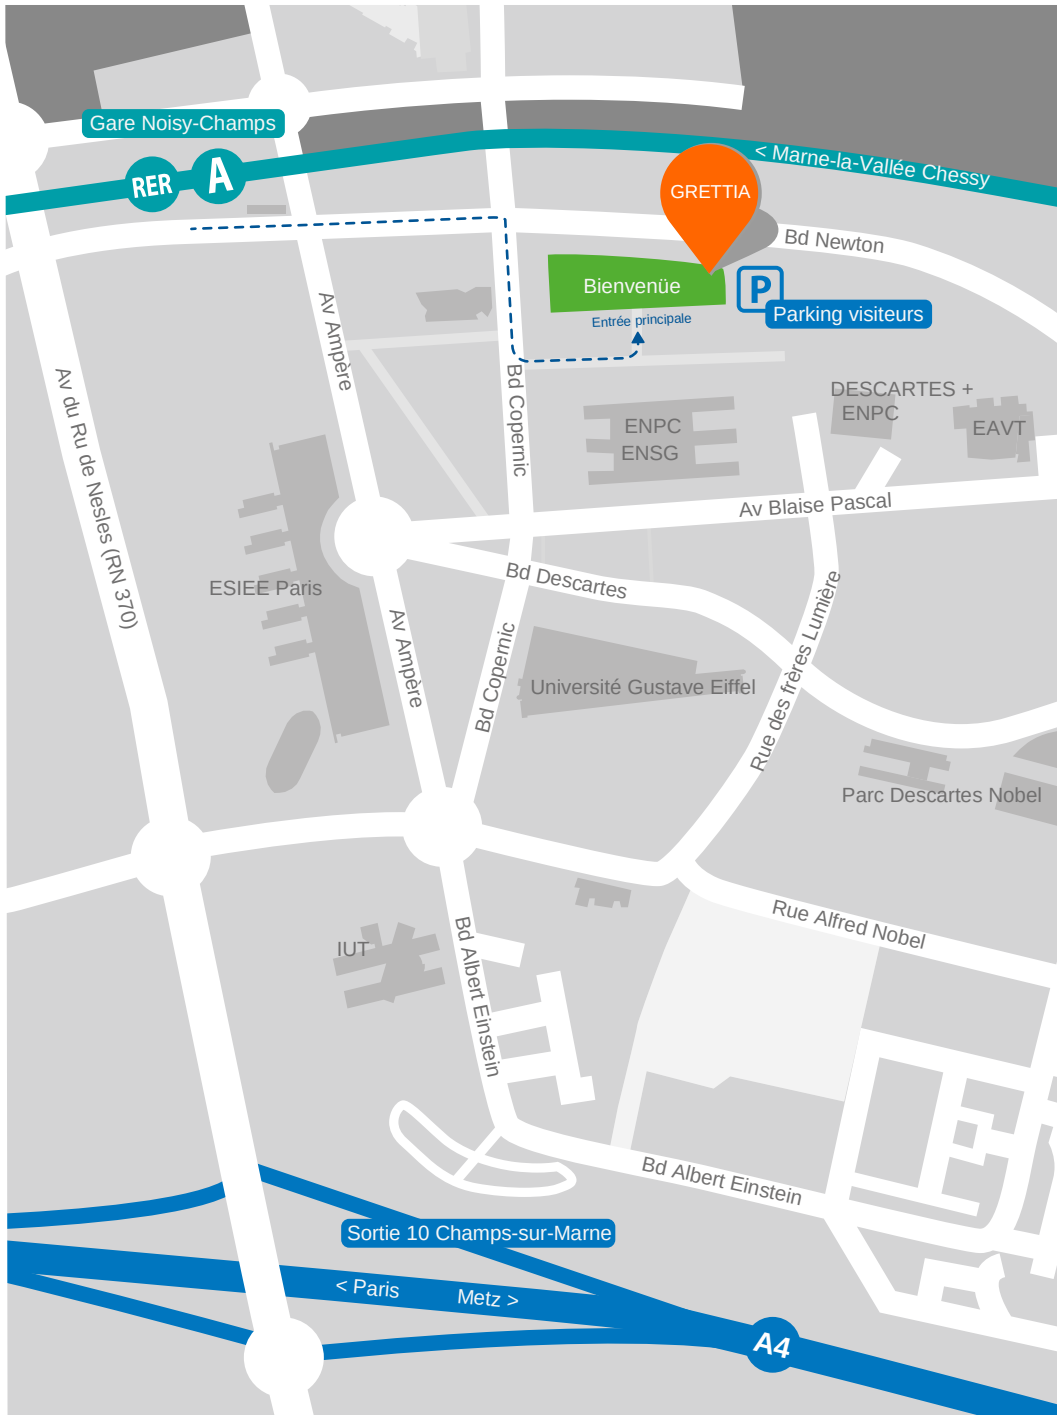 Gare Noisy-Champs
< Marne-la-Vallée Chessy
RER
A
GRETTIA
Bd Newton
Bienvenüe
P
Parking visiteurs
Entrée principale
Av Ampère
Av du Ru de Nesles (RN 370)
Bd Copernic
DESCARTES +
ENPC
ENPC
ENSG
EAVT
Av Blaise Pascal
ESIEE Paris
Bd Descartes
Rue des frères Lumière
Av Ampère
Bd Copernic
Université Gustave Eiffel
Parc Descartes Nobel
Rue Alfred Nobel
IUT
Bd Albert Einstein
Bd Albert Einstein
Sortie 10 Champs-sur-Marne
< Paris
Metz >
A4